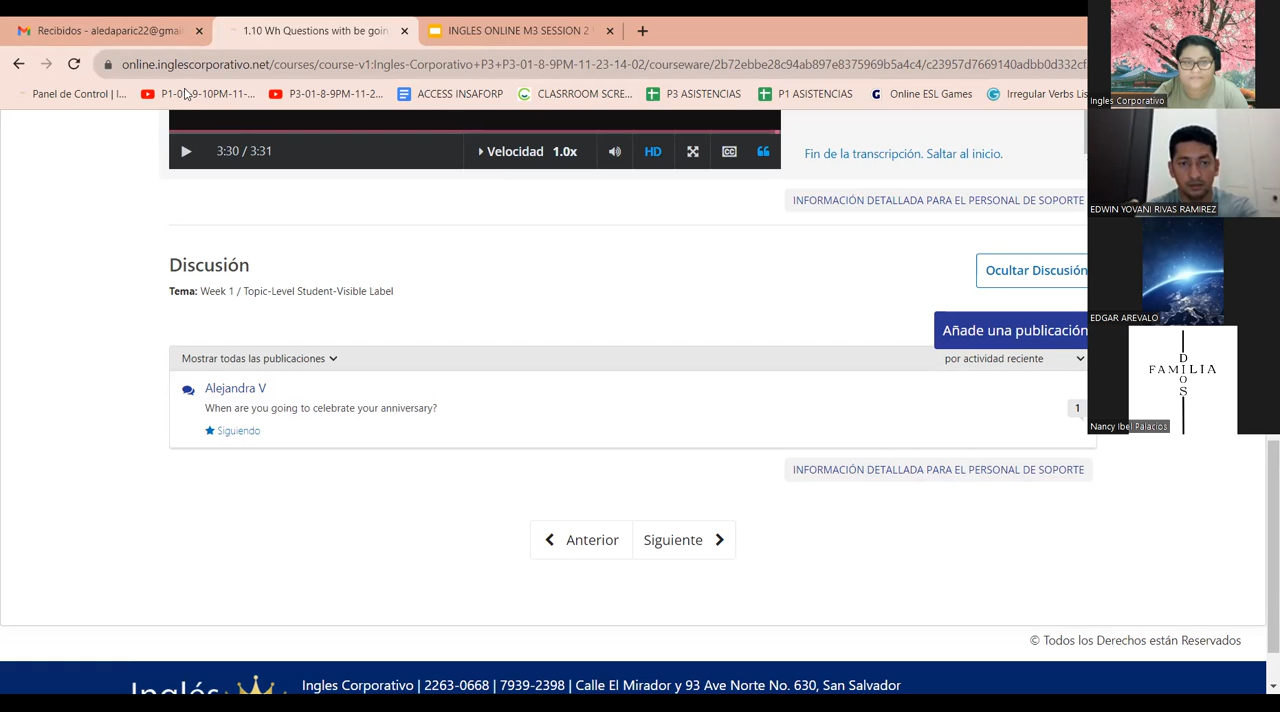 Recibidos - aledaparic22@gmai
1.10 Wh Questions with be goin
INGLES ONLINE M3 SESSION 2
online.inglescorporativo.net/courses/course-v1:Ingles-Corporativo+P3+P3-01-8-9PM-11-23-14-02/courseware/2b72ebbe28c94ab897e8375969b5a4c4/c23957d7669140adbb0d332cf
Panel de Control | I...
P1-0 9-10PM-11-...
P3-01-8-9PM-11-2...
ACCESS INSAFORP
CLASRROOM SCRE...
P3 ASISTENCIAS
P1 ASISTENCIAS
Online ESL Games
Irregular Verbs Lis
Ingles Corporativo
3:30 / 3:31
Velocidad 1.0x
HD
Fin de la transcripción. Saltar al inicio.
INFORMACIÓN DETALLADA PARA EL PERSONAL DE SOPORTE
EDWIN YOVANI RIVAS RAMIREZ
Discusión
Ocultar Discusión
Tema: Week 1 / Topic-Level Student-Visible Label
EDGAR AREVALO
Añade una publicación
Mostrar todas las publicaciones
por actividad reciente
Alejandra V
When are you going to celebrate your anniversary?
1
Siguiendo
DIOS
FAMILIA
Nancy Ibel Palacios
INFORMACIÓN DETALLADA PARA EL PERSONAL DE SOPORTE
Anterior
Siguiente
© Todos los Derechos están Reservados
Inglés
Ingles Corporativo | 2263-0668 | 7939-2398 | Calle El Mirador y 93 Ave Norte No. 630, San Salvador